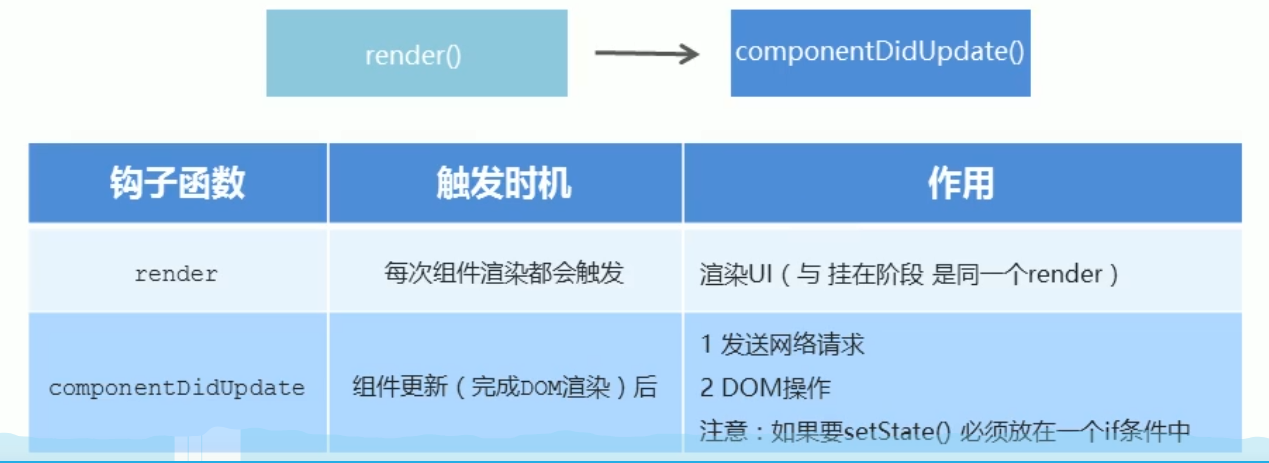 render()
componentDidUpdate()
钩子函数 触发时机 作用
render 每次组件渲染都会触发 渲染UI（与 挂在阶段 是同一个render）
componentDidUpdate 组件更新（完成DOM渲染）后
1 发送网络请求
2 DOM操作
注意：如果要setState() 必须放在一个if条件中